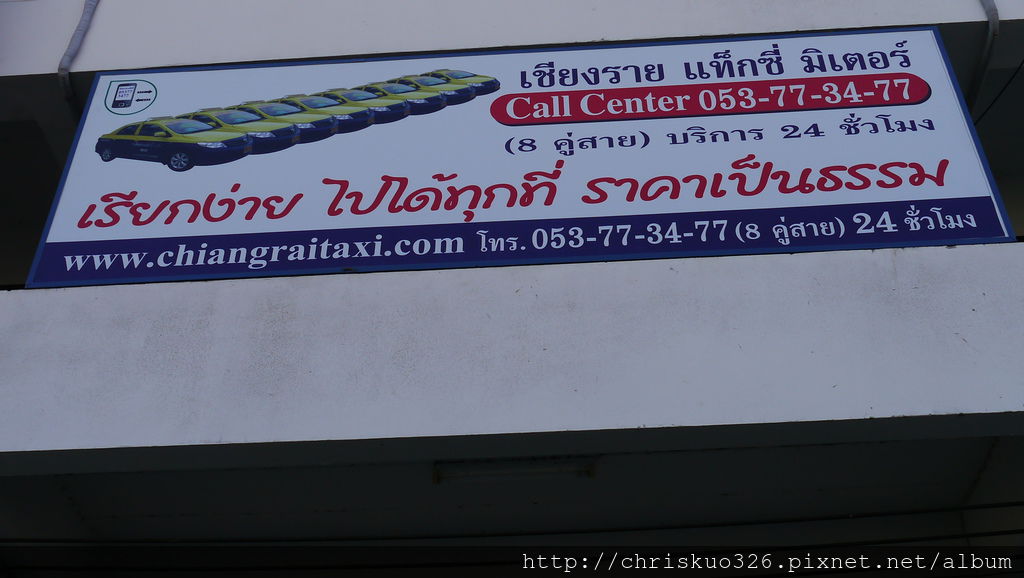 เชียงราย แท็กซี่ มิเตอร์
Call Center 053-77-34-77
(8 คู่สาย) บริการ 24 ชั่วโมง
เรียกง่าย ไปได้ทุกที่ ราคาเป็นธรรม
www.chiangraitaxi.com โทร. 053-77-34-77 (8 คู่สาย) 24 ชั่วโมง
http://chriskuo326.pixnet.net/album